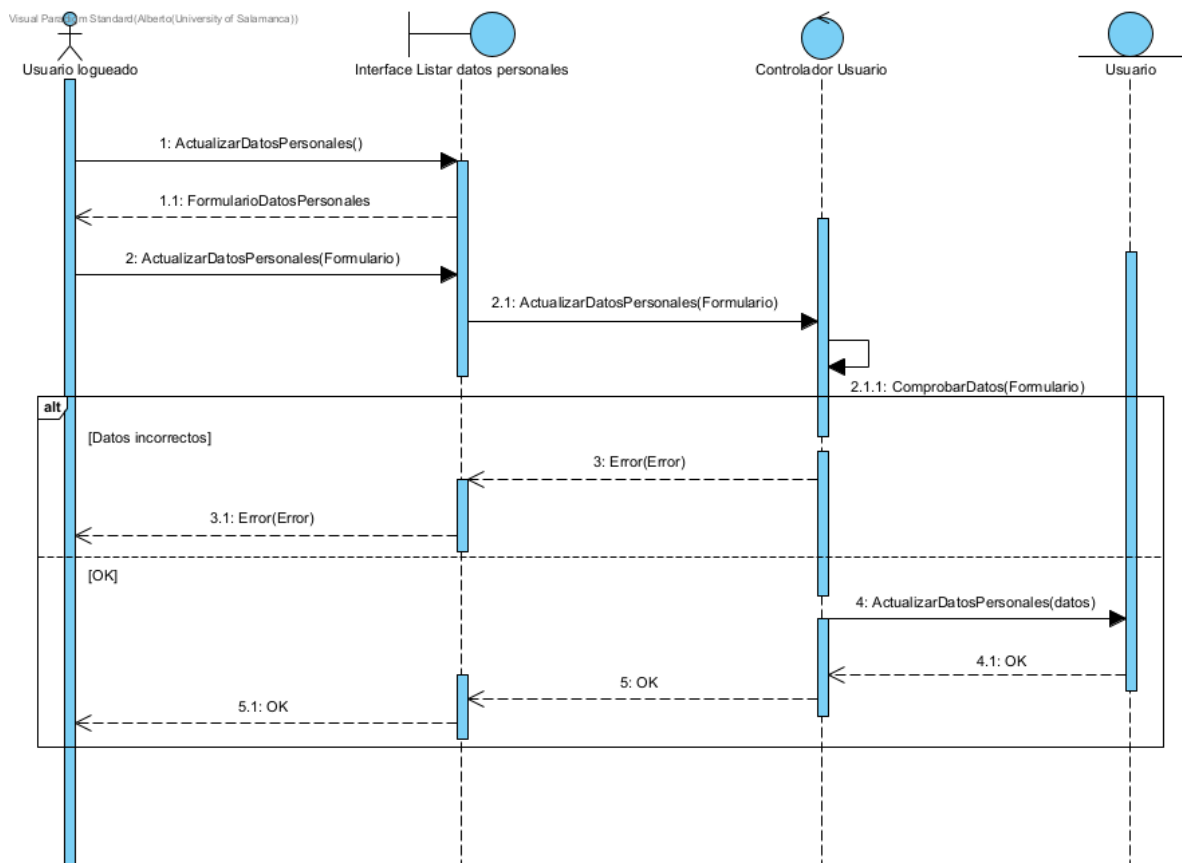 Visual Paradigm Standard(Alberto(University of Salamanca))
Usuario logueado
Interface Listar datos personales
Controlador Usuario
Usuario
1: ActualizarDatosPersonales()
1.1: FormularioDatosPersonales
2: ActualizarDatosPersonales(Formulario)
2.1: ActualizarDatosPersonales(Formulario)
2.1.1: ComprobarDatos(Formulario)
alt
[Datos incorrectos]
3: Error(Error)
3.1: Error(Error)
[OK]
4: ActualizarDatosPersonales(datos)
4.1: OK
5: OK
5.1: OK